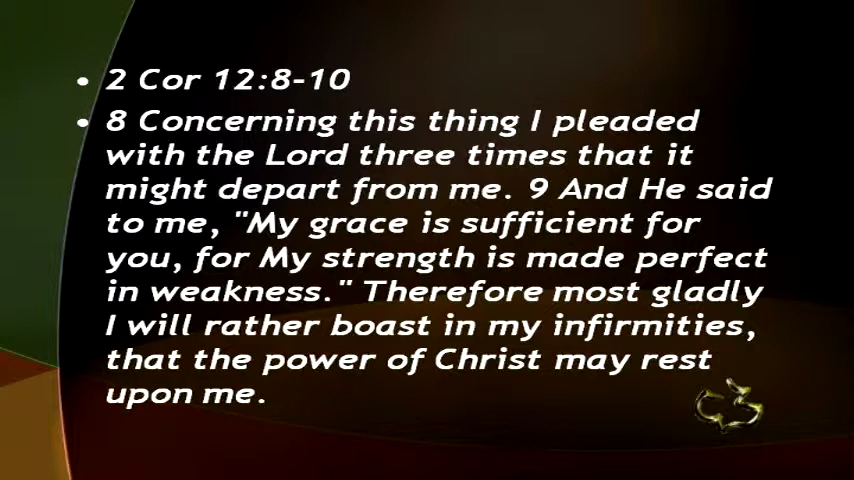 • 2 Cor 12:8-10
• 8 Concerning this thing I pleaded
with the Lord three times that it
might depart from me. 9 And He said
to me, "My grace is sufficient for
you, for My strength is made perfect
in weakness." Therefore most gladly
I will rather boast in my infirmities,
that the power of Christ may rest
upon me.
C3